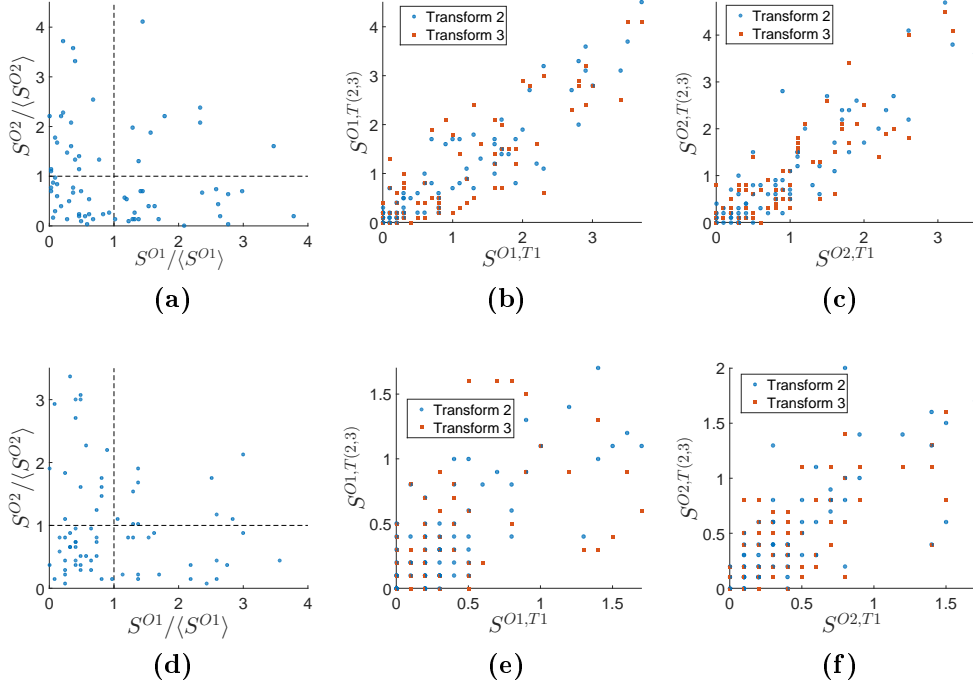 S^{O2}/⟨S^{O2}⟩
4
3
2
1
0
0 1 2 3 4
S^{O1}/⟨S^{O1}⟩
(a)
Transform 2
Transform 3
S^{O1,T(2,3)}
4
3
2
1
0
0 1 2 3
S^{O1,T1}
(b)
Transform 2
Transform 3
S^{O2,T(2,3)}
4
3
2
1
0
0 1 2 3
S^{O2,T1}
(c)
S^{O2}/⟨S^{O2}⟩
3
2
1
0
0 1 2 3 4
S^{O1}/⟨S^{O1}⟩
(d)
Transform 2
Transform 3
S^{O1,T(2,3)}
1.5
1
0.5
0
0 0.5 1 1.5
S^{O1,T1}
(e)
Transform 2
Transform 3
S^{O2,T(2,3)}
2
1.5
1
0.5
0
0 0.5 1 1.5
S^{O2,T1}
(f)